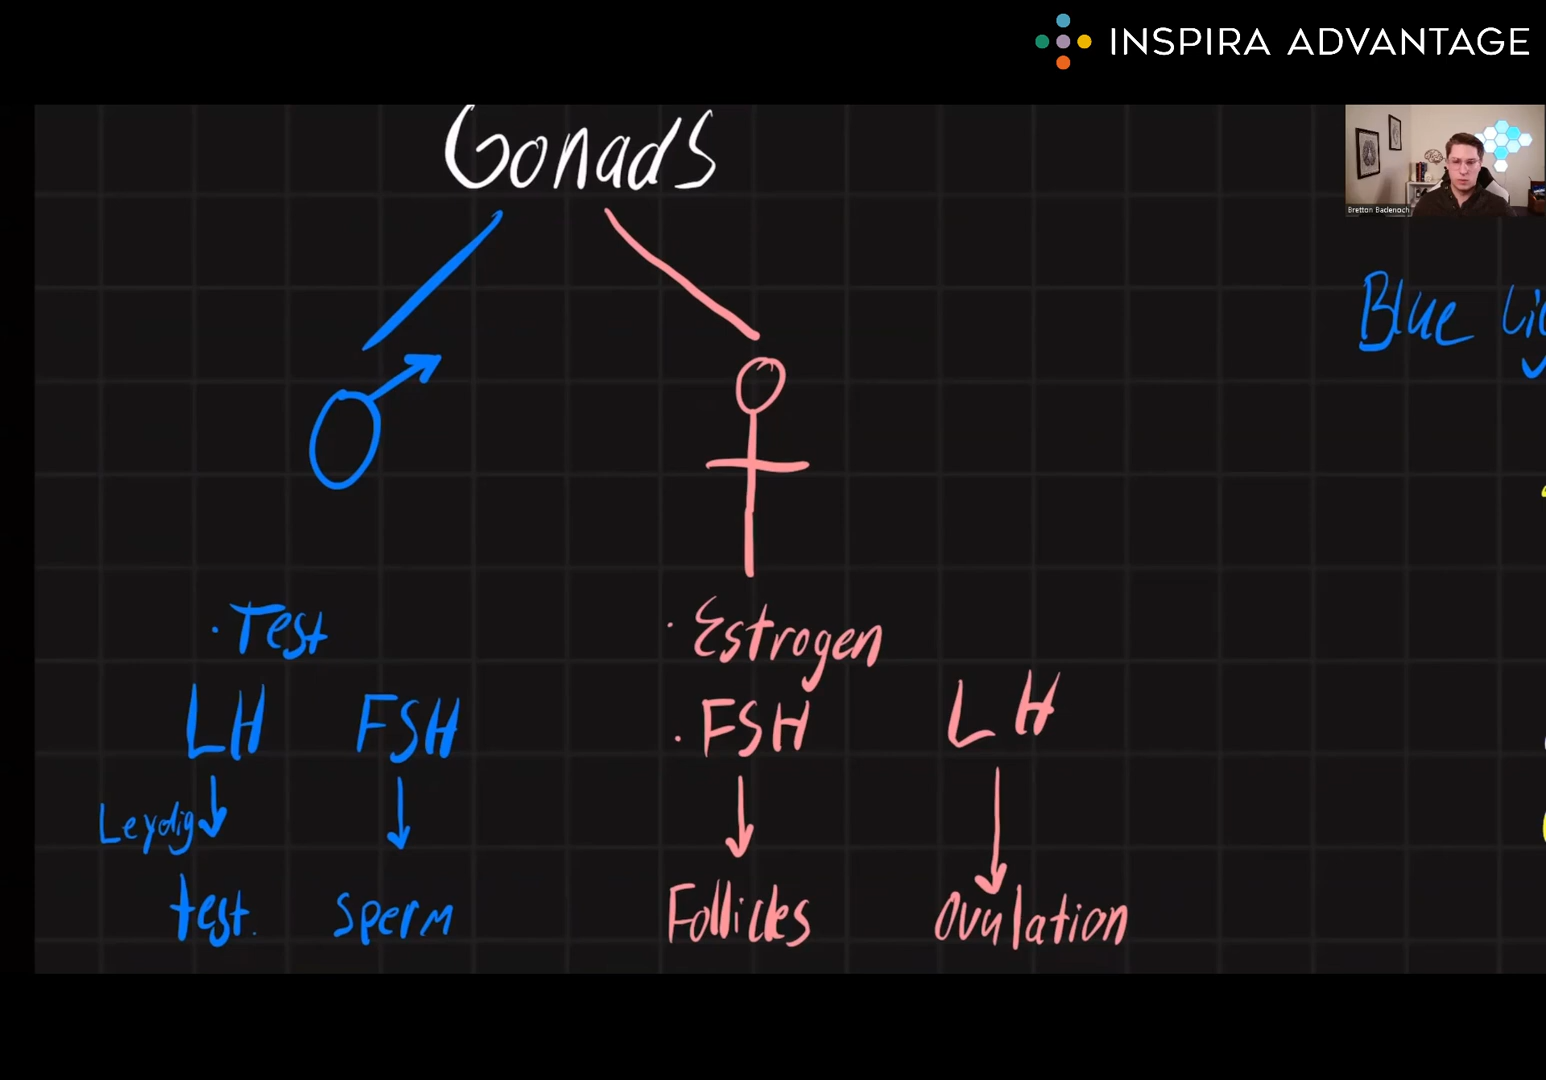 INSPIRA ADVANTAGE
Gonads
Bretton Badenoch
Blue
· Test
· Estrogen
LH FSH
· FSH LH
Leydig
test. Sperm
Follicles Ovulation